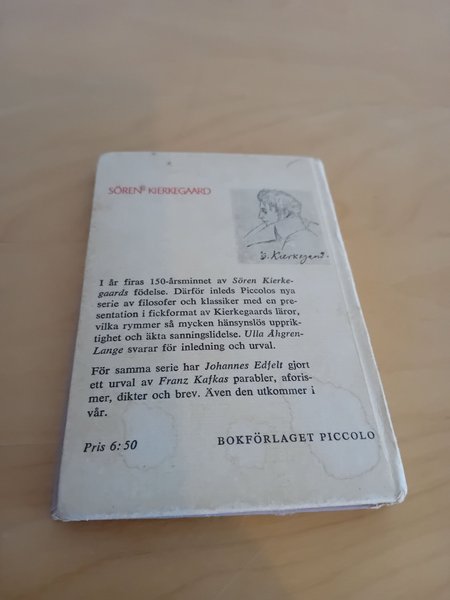 SÖREN KIERKEGAARD
S. Kierkegaard.
I år firas 150-årsminnet av Sören Kierke-
gaards födelse. Därför inleds Piccolos nya
serie av filosofer och klassiker med en pre-
sentation i fickformat av Kierkegaards läror,
vilka rymmer så mycken hänsynslös upprik-
tighet och äkta sanningslidelse. Ulla Åhgren-
Lange svarar för inledning och urval.
För samma serie har Johannes Edfelt gjort
ett urval av Franz Kafkas parabler, aforis-
mer, dikter och brev. Även den utkommer i
vår.
Pris 6:50
BOKFÖRLAGET PICCOLO